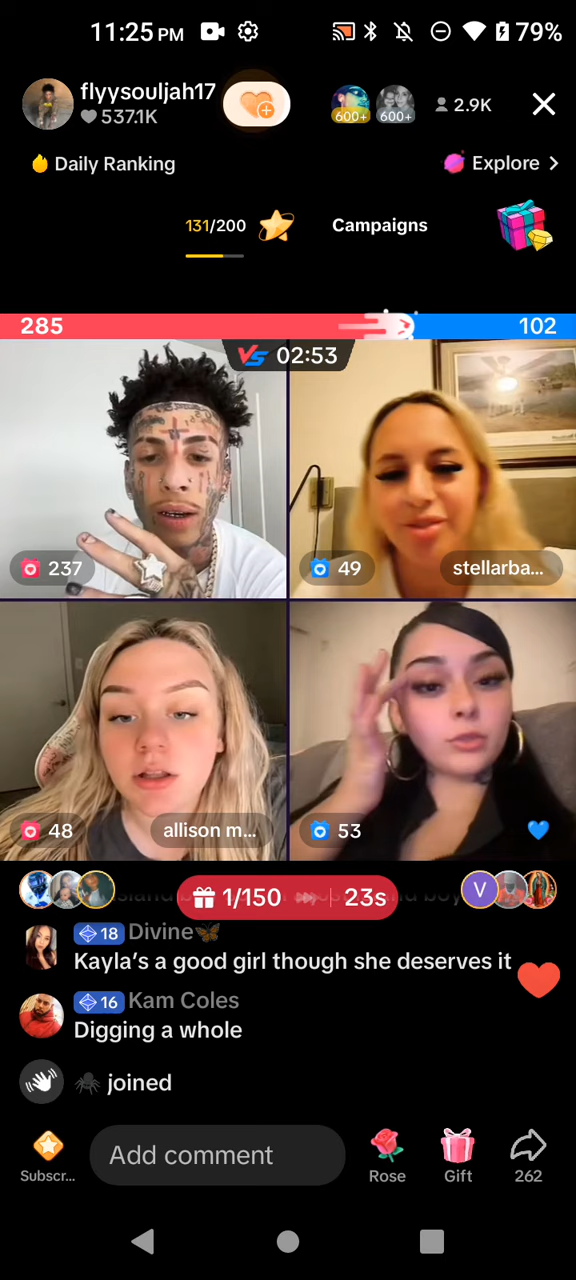 11:25 PM
79%
flyysouljah17
537.1K
600+
600+
2.9K
Daily Ranking
Explore >
131/200
Campaigns
285
102
VS 02:53
237
49
stellarba...
48
allison m...
53
1/150
23s
V
18 Divine
Kayla's a good girl though she deserves it
16 Kam Coles
Digging a whole
joined
Subscr...
Add comment
Rose
Gift
262